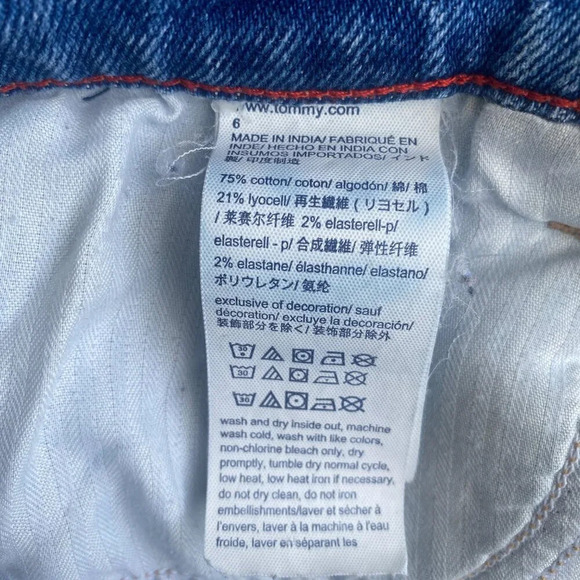 www.tommy.com
6
MADE IN INDIA/ FABRIQUÉ EN
INDE/ HECHO EN INDIA CON
INSUMOS IMPORTADOS/ インド
製/ 印度制造
75% cotton/ coton/ algodón/ 綿/ 棉
21% lyocell/ 再生繊維 ( リヨセル )
/ 莱赛尔纤维 2% elasterell-p/
elasterell - p/ 合成繊維/ 弹性纤维
2% elastane/ élasthanne/ elastano/
ポリウレタン/ 氨纶
exclusive of decoration/ sauf
décoration/ excluye la decoración/
装飾部分を除く/ 装饰部分除外
30
30
30
wash and dry inside out, machine
wash cold, wash with like colors,
non-chlorine bleach only, dry
promptly, tumble dry normal cycle,
low heat, low heat iron if necessary,
do not dry clean, do not iron
embellishments/laver et sécher à
l'envers, laver à la machine à l'eau
froide, laver en séparant les